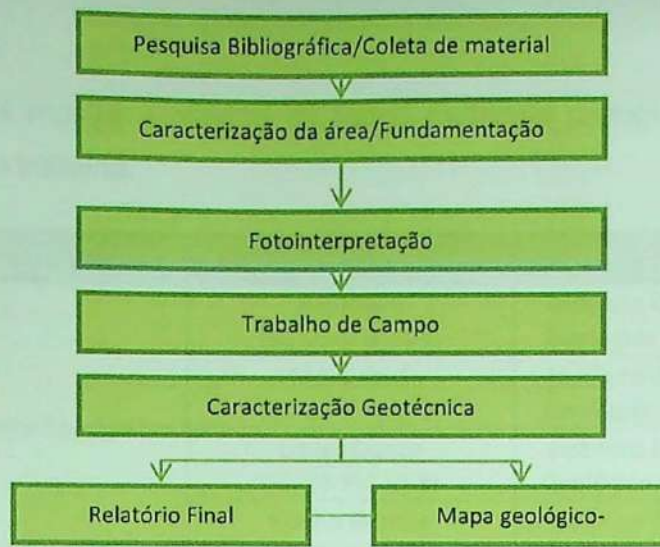 Pesquisa Bibliográfica/Coleta de material
Caracterização da área/Fundamentação
Fotointerpretação
Trabalho de Campo
Caracterização Geotécnica
Relatório Final
Mapa geológico-